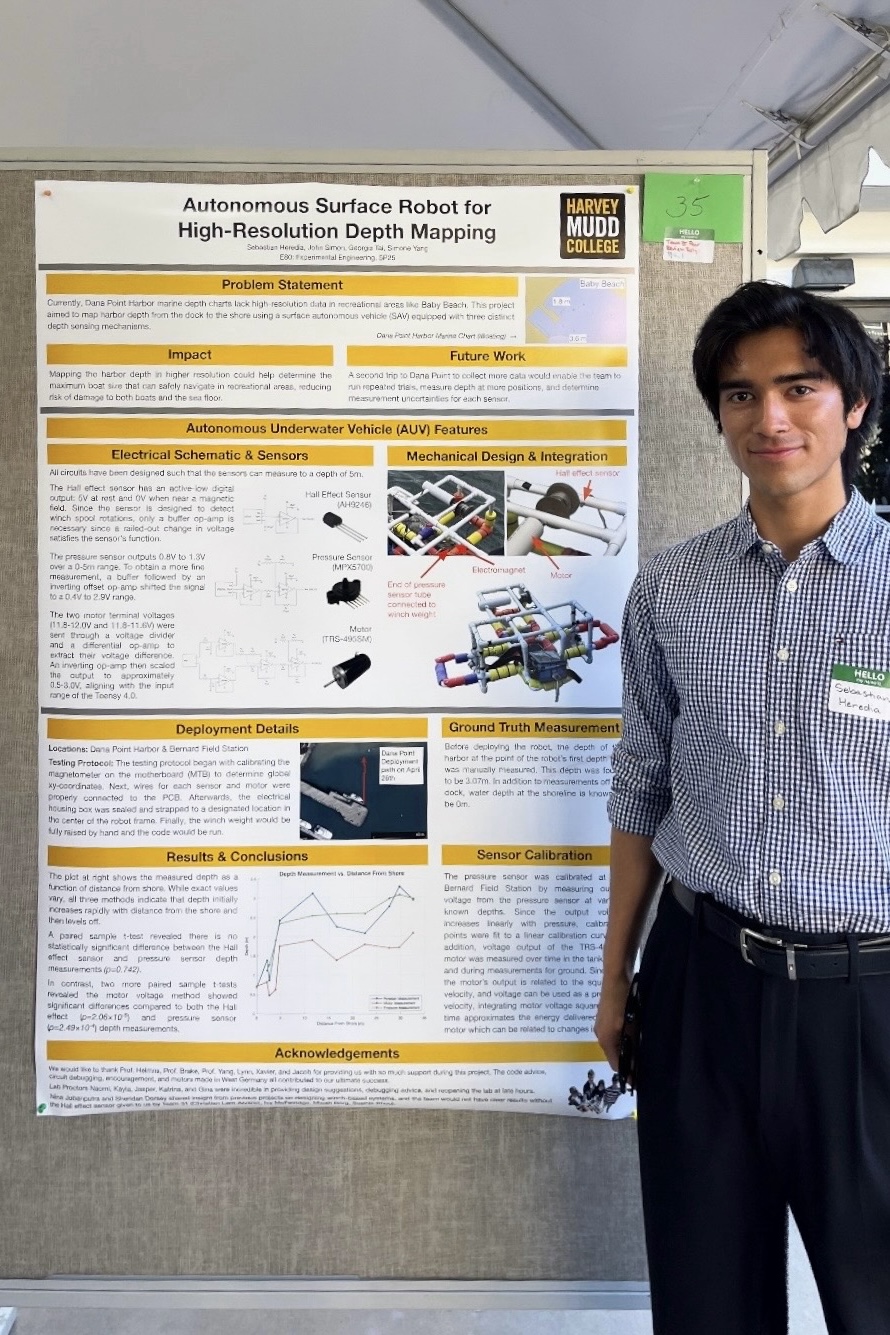 Autonomous Surface Robot for
High-Resolution Depth Mapping
Sebastian Heredia, John Simon, Georgia Tai, Simone Yang
E80: Experimental Engineering, SP25
HARVEY
MUDD
COLLEGE
35
HELLO
Problem Statement
Currently, Dana Point Harbor marine depth charts lack high-resolution data in recreational areas like Baby Beach. This project
aimed to map harbor depth from the dock to the shore using a surface autonomous vehicle (SAV) equipped with three distinct
depth sensing mechanisms.
Dana Point Harbor Marine Chart →
Baby Beach
Impact
Mapping the harbor depth in higher resolution could help determine the
maximum boat size that can safely navigate in recreational areas, reducing
risk of damage to both boats and the sea floor.
Future Work
A second trip to Dana Point to collect more data would enable the team to
run repeated trials, measure depth at more positions, and determine
measurement uncertainties for each sensor.
Autonomous Underwater Vehicle (AUV) Features
Electrical Schematic & Sensors
All circuits have been designed such that the sensors can measure to a depth of 5m.
The Hall effect sensor has an active-low digital
output: 5V at rest and 0V when near a magnetic
field. Since the sensor is designed to detect
winch spool rotations, only a buffer op-amp is
necessary since a railed-out change in voltage
satisfies the sensor's function.
Hall Effect Sensor
(AH9246)
The pressure sensor outputs 0.8V to 1.3V
over a 0-5m range. To obtain a more fine
measurement, a buffer followed by an
inverting offset op-amp shifted the signal
to a 0.4V to 2.9V range.
Pressure Sensor
(MPX5700)
The two motor terminal voltages
(11.8-12.0V and 11.8-11.6V) were
sent through a voltage divider
and a differential op-amp to
extract their voltage difference.
An inverting op-amp then scaled
the output to approximately
0.5-3.0V, aligning with the input
range of the Teensy 4.0.
Motor
(TRS-495SM)
Mechanical Design & Integration
Hall effect sensor
Electromagnet
Motor
End of pressure
sensor tube
connected to
winch weight
HELLO
Sebastian
Heredia
Deployment Details
Locations: Dana Point Harbor & Bernard Field Station
Testing Protocol: The testing protocol began with calibrating the
magnetometer on the motherboard (MTB) to determine global
xy-coordinates. Next, wires for each sensor and motor were
properly connected to the PCB. Afterwards, the electrical
housing box was sealed and strapped to a designated location in
the center of the robot frame. Finally, the winch weight would be
fully raised by hand and the code would be run.
Dana Point
Deployment
path on April
Ground Truth Measurement
Before deploying the robot, the depth of
harbor at the point of the robot's first depth
was manually measured. This depth was
to be 3.07m. In addition to measurements off
dock, water depth at the shoreline is
be 0m.
Results & Conclusions
The plot at right shows the measured depth as a
function of distance from shore. While exact values
vary, all three methods indicate that depth initially
increases rapidly with distance from the shore and
then levels off.
A paired sample t-test revealed there is no
statistically significant difference between the Hall
effect sensor and pressure sensor depth
measurements (p=0.742).
In contrast, two more paired sample t-tests
revealed the motor voltage method showed
significant differences compared to both the Hall
effect and pressure sensor
depth measurements.
Depth Measurement vs. Distance From Shore
Distance From Shore (m)
Sensor Calibration
The pressure sensor was calibrated at
Bernard Field Station by measuring
voltage from the pressure sensor at
known depths. Since the output
increases linearly with pressure,
points were fit to a linear calibration
addition, voltage output of the
motor was measured over time in the
and during measurements for ground.
the motor's output is related to the
velocity, and voltage can be used as a
velocity, integrating motor voltage
time approximates the energy
motor which can be related to changes
Acknowledgements
We would like to thank Prof. Prof. Brake, Prof. Yang, Lynn, Xavier, and Jacob for providing us with so much support during this project. The code advice,
circuit debugging, encouragement, and motors made in West Germany all contributed to our ultimate success.
Lab Proctors Naomi, Kayla, Jasper, Katrina, and Gina were incredible in providing design suggestions, debugging advice, and reopening the lab at late hours.